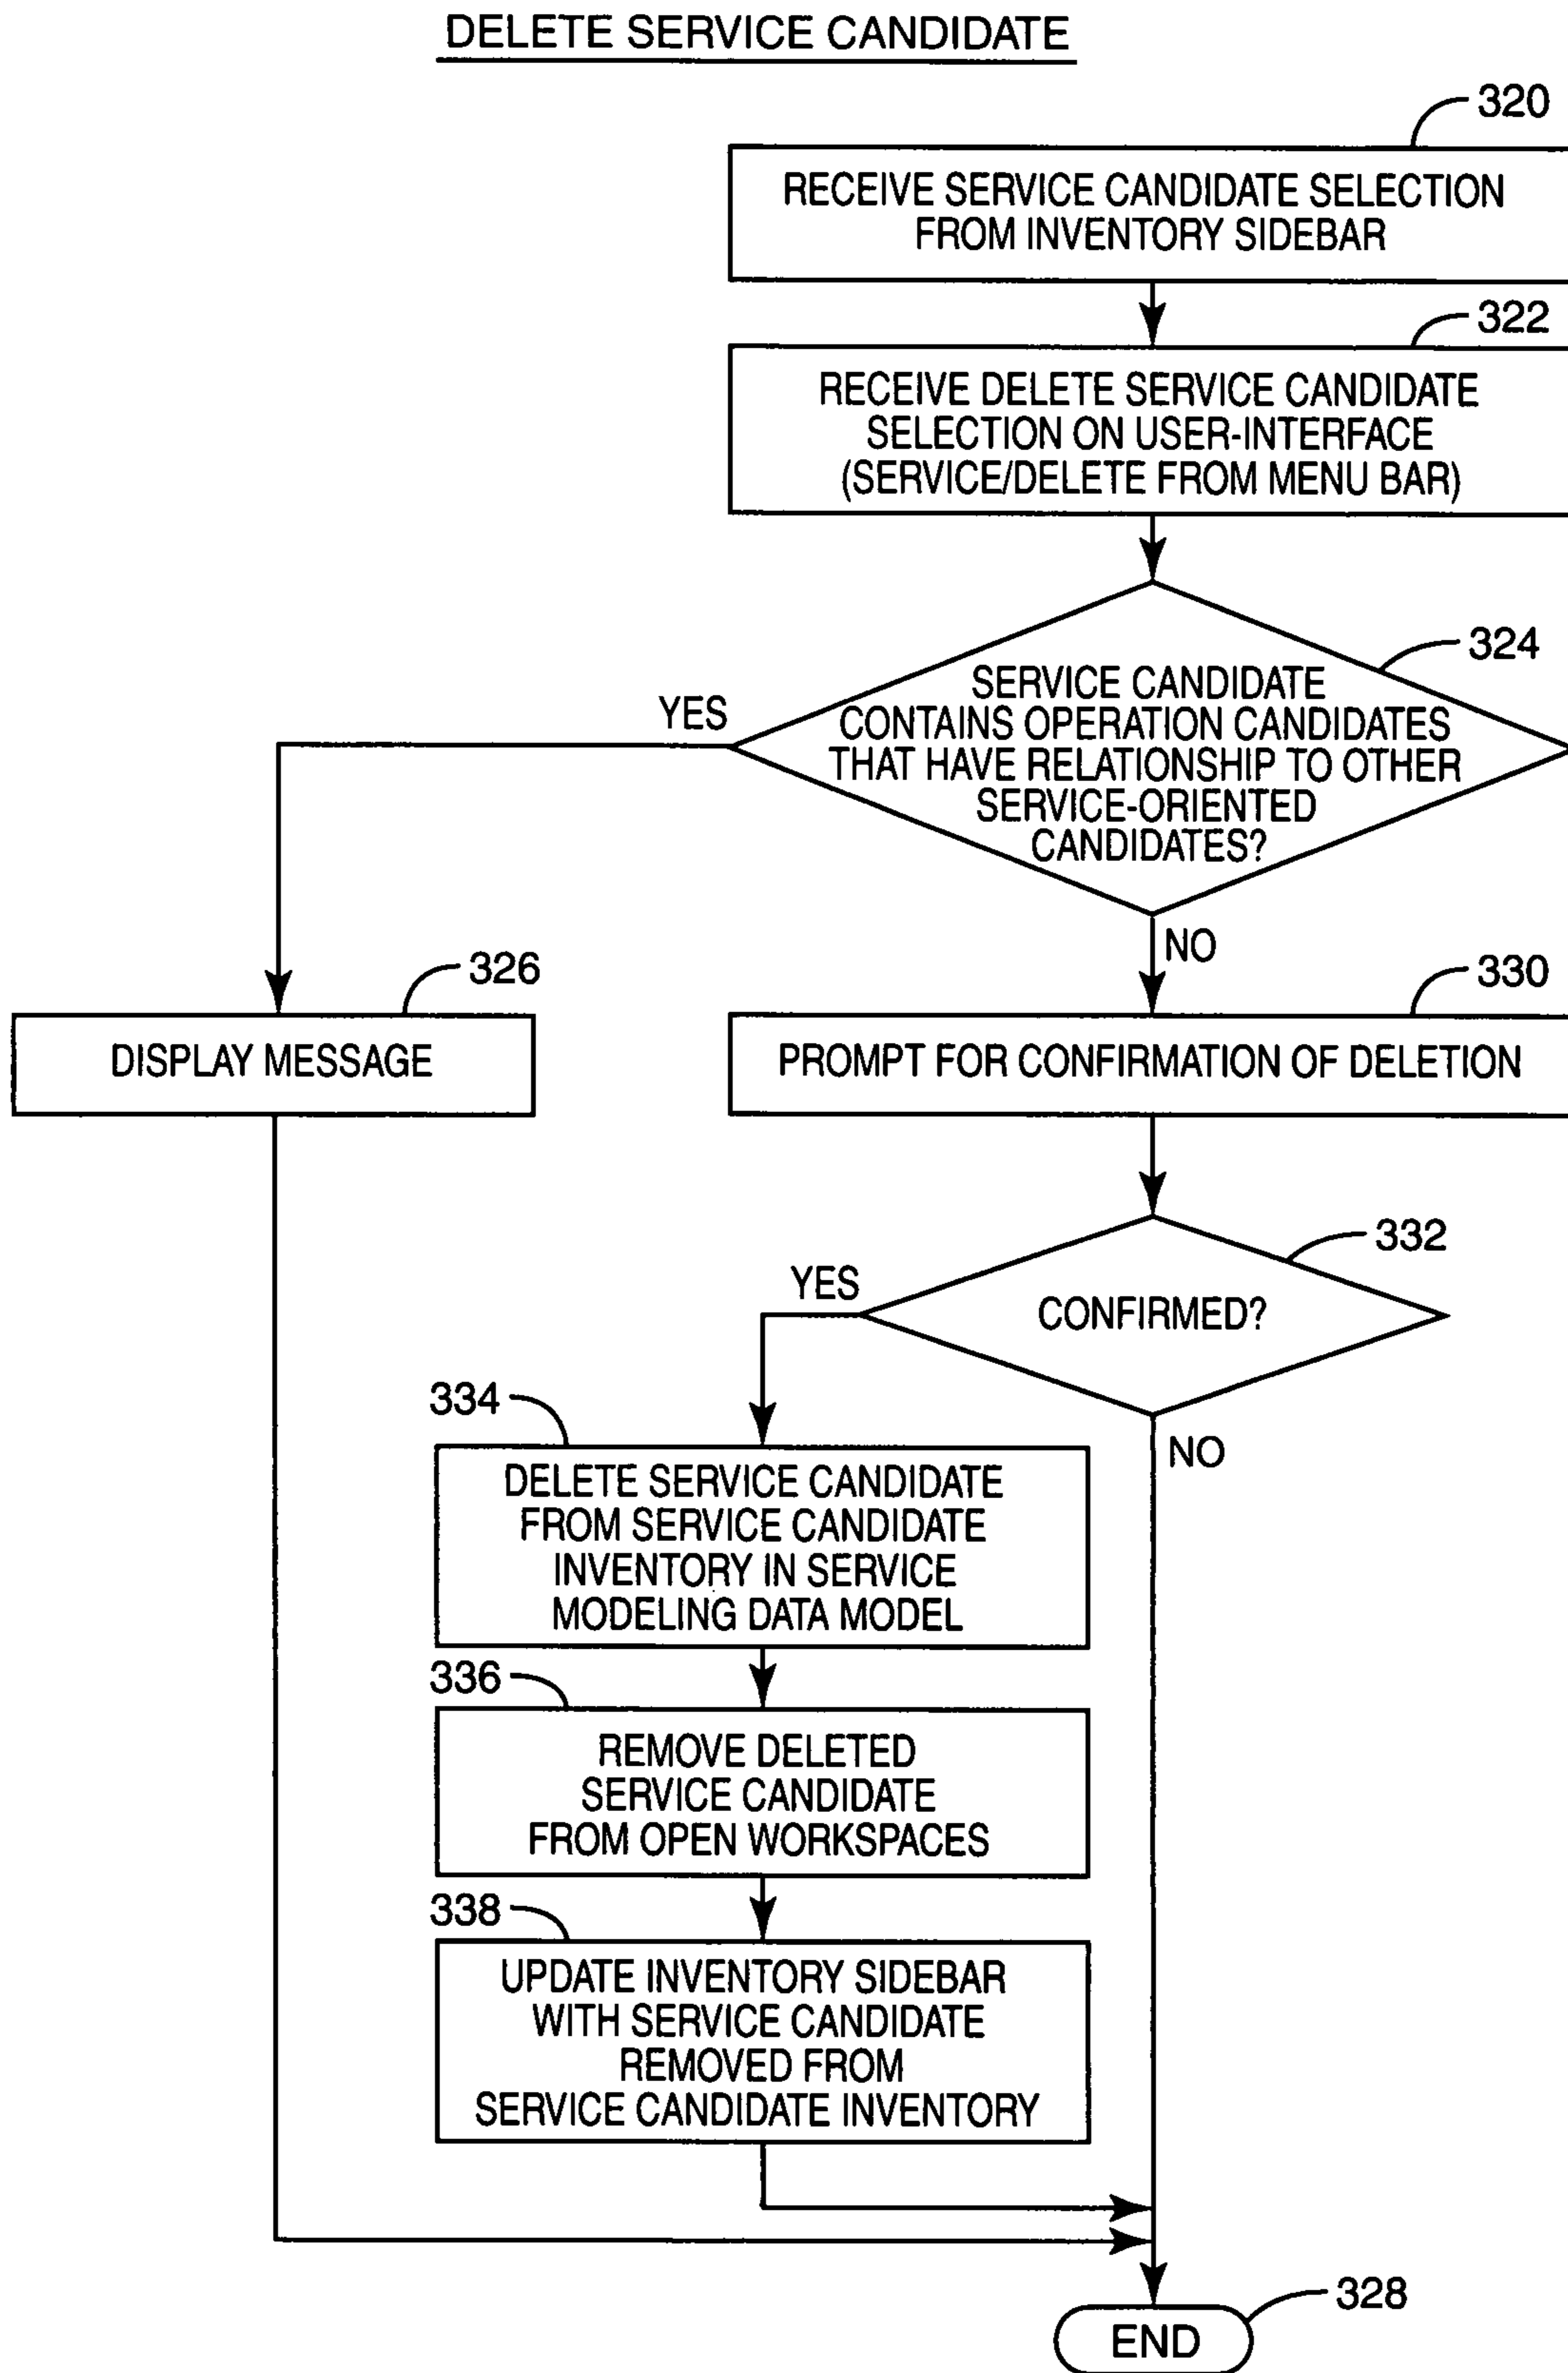 DELETE SERVICE CANDIDATE
320
RECEIVE SERVICE CANDIDATE SELECTION
FROM INVENTORY SIDEBAR
322
RECEIVE DELETE SERVICE CANDIDATE
SELECTION ON USER-INTERFACE
(SERVICE/DELETE FROM MENU BAR)
324
SERVICE CANDIDATE
CONTAINS OPERATION CANDIDATES
THAT HAVE RELATIONSHIP TO OTHER
SERVICE-ORIENTED
CANDIDATES?
YES
NO
326
DISPLAY MESSAGE
330
PROMPT FOR CONFIRMATION OF DELETION
332
CONFIRMED?
YES
NO
334
DELETE SERVICE CANDIDATE
FROM SERVICE CANDIDATE
INVENTORY IN SERVICE
MODELING DATA MODEL
336
REMOVE DELETED
SERVICE CANDIDATE
FROM OPEN WORKSPACES
338
UPDATE INVENTORY SIDEBAR
WITH SERVICE CANDIDATE
REMOVED FROM
SERVICE CANDIDATE INVENTORY
328
END